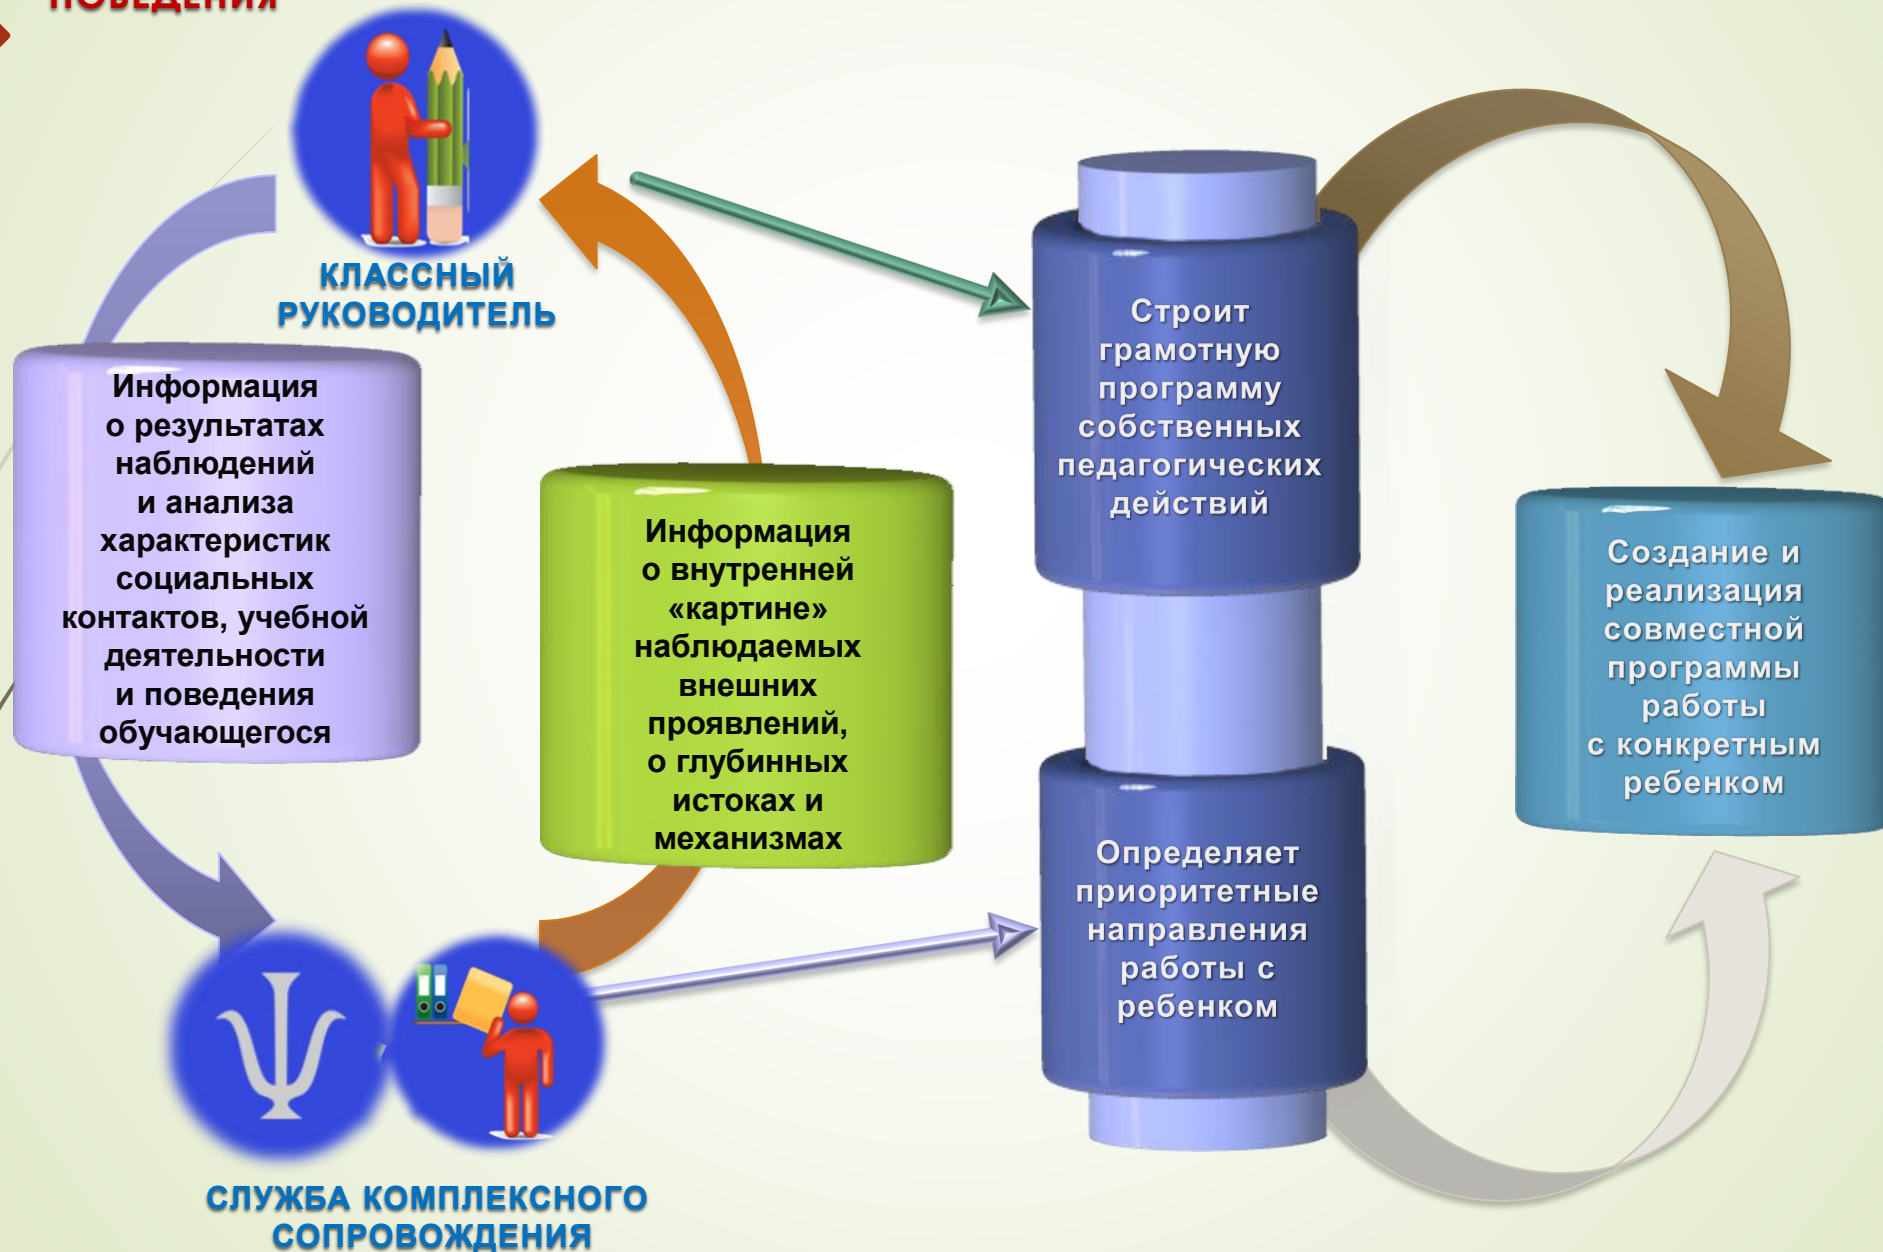 ПОВЕДЕНИЯ
КЛАССНЫЙ
РУКОВОДИТЕЛЬ
Информация
о результатах
наблюдений
и анализа
характеристик
социальных
контактов, учебной
деятельности
и поведения
обучающегося
Информация
о внутренней
«картине»
наблюдаемых
внешних
проявлений,
о глубинных
истоках и
механизмах
СЛУЖБА КОМПЛЕКСНОГО
СОПРОВОЖДЕНИЯ
Строит
грамотную
программу
собственных
педагогических
действий
Определяет
приоритетные
направления
работы с
ребенком
Создание и
реализация
совместной
программы
работы
с конкретным
ребенком